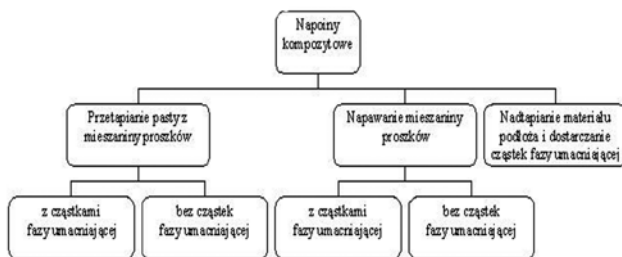 Napoiny
kompozytowe
Przetapianie pasty z
mieszaniny proszków
Napawanie mieszaniny
proszków
Nadtapianie materiału
podłoża i dostarczanie
cząstek fazy umacniającej
z cząstkami
fazy umacniającej
bez cząstek
fazy umacniającej
z cząstkami
fazy umacniającej
bez cząstek
fazy umacniającej